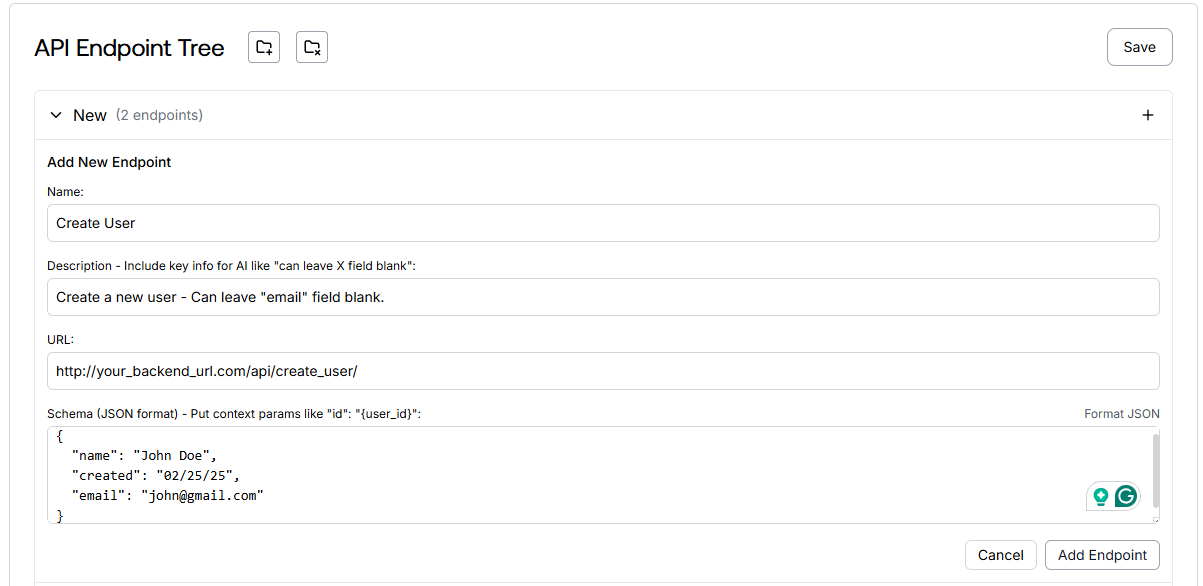 API Endpoint Tree
Save
New (2 endpoints)
Add New Endpoint
Name:
Create User
Description - Include key info for AI like "can leave X field blank":
Create a new user - Can leave "email" field blank.
URL:
http://your_backend_url.com/api/create_user/
Schema (JSON format) - Put context params like "id": "{user_id}":
Format JSON
{
"name": "John Doe",
"created": "02/25/25",
"email": "john@gmail.com"
}
Cancel
Add Endpoint